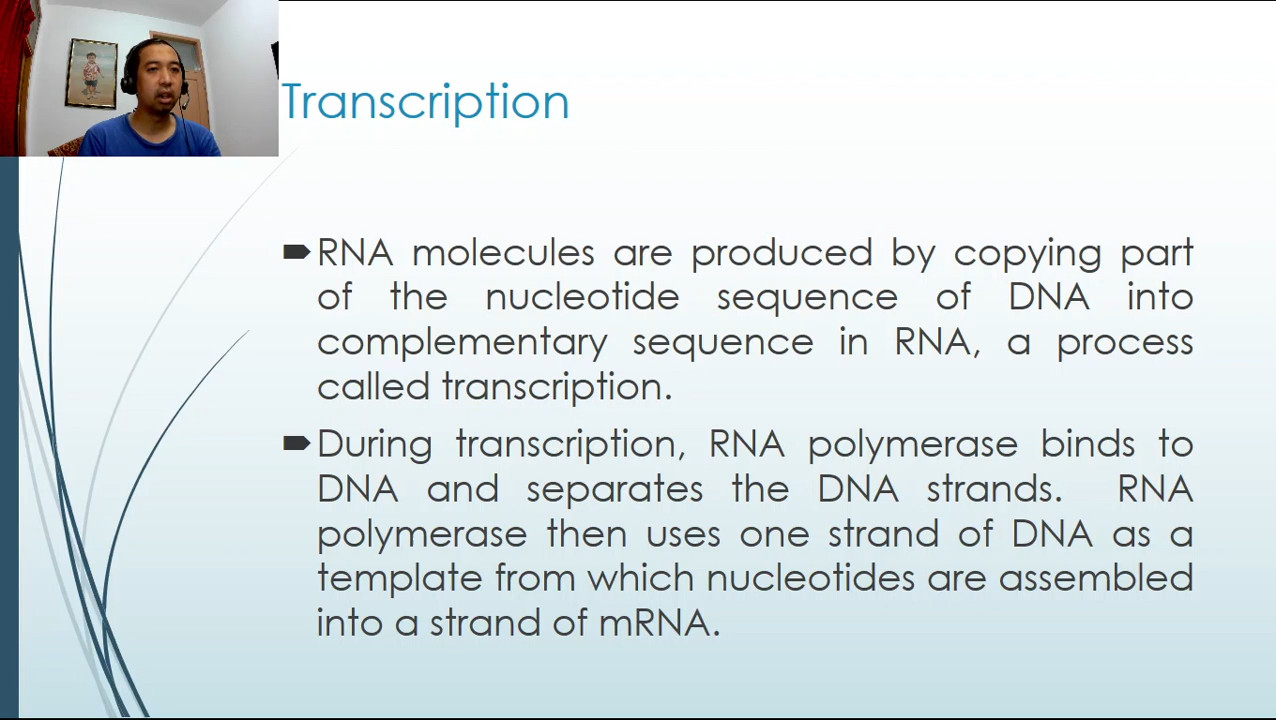 Transcription
RNA molecules are produced by copying part
of the nucleotide sequence of DNA into
complementary sequence in RNA, a process
called transcription.
During transcription, RNA polymerase binds to
DNA and separates the DNA strands. RNA
polymerase then uses one strand of DNA as a
template from which nucleotides are assembled
into a strand of mRNA.